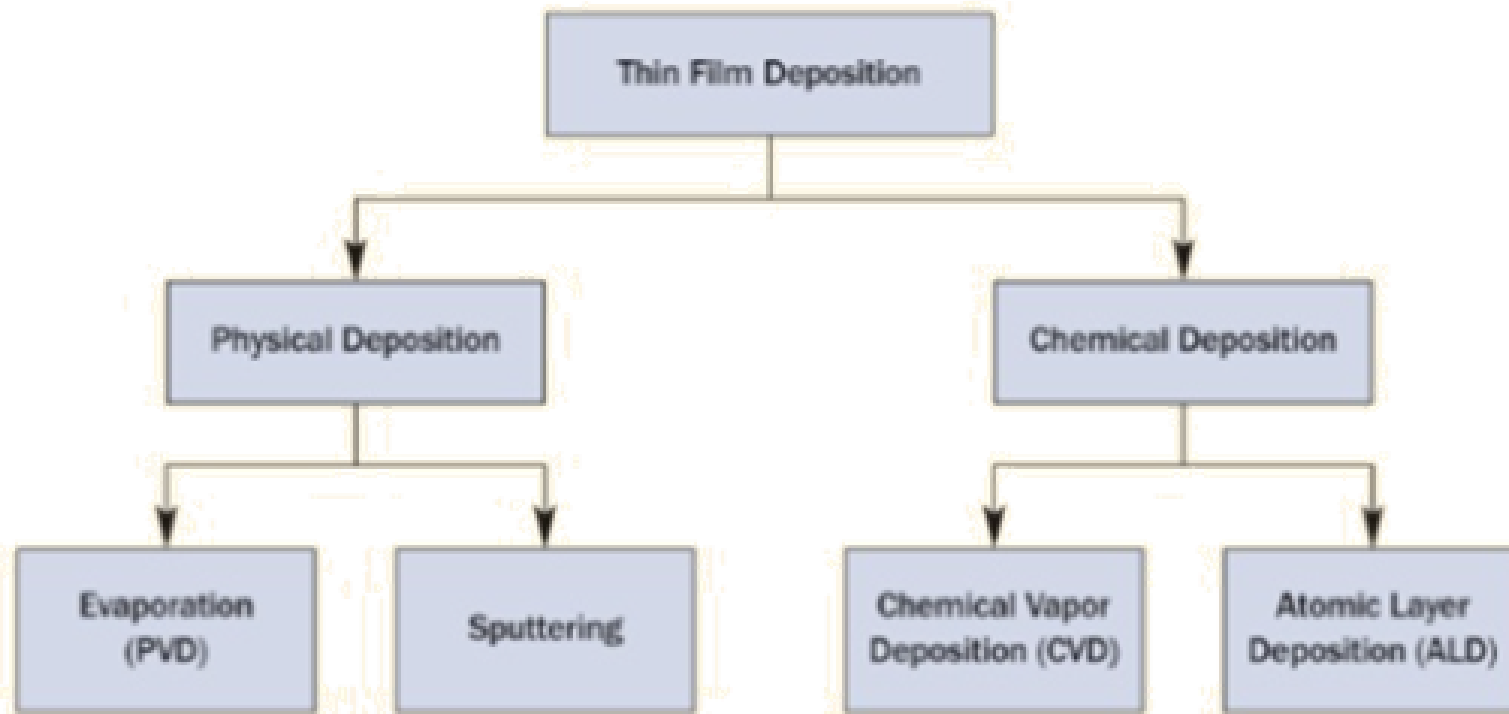 Thin Film Deposition
Physical Deposition
Chemical Deposition
Evaporation
(PVD)
Sputtering
Chemical Vapor
Deposition (CVD)
Atomic Layer
Deposition (ALD)